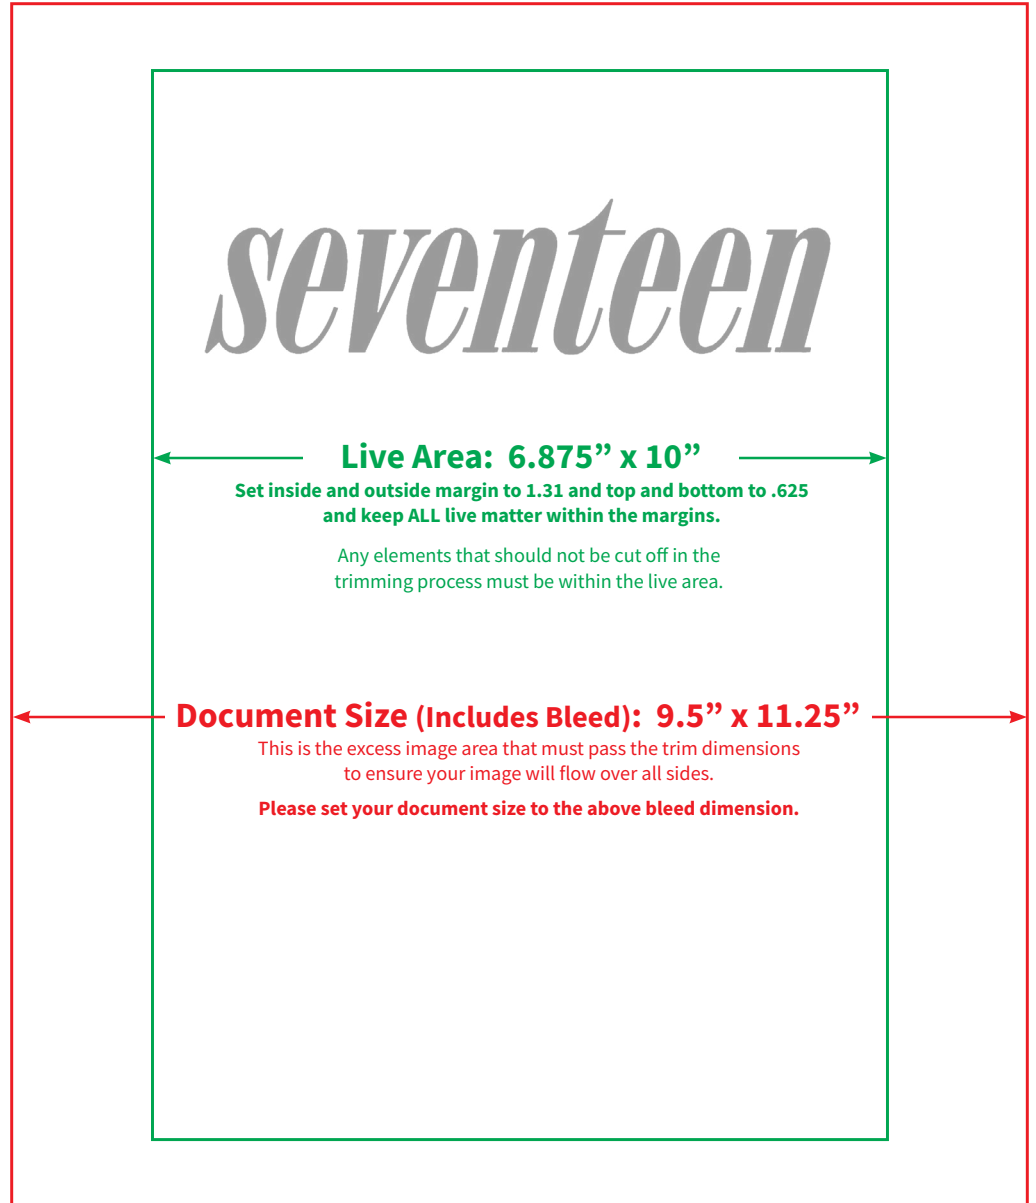 seventeen
Live Area:  6.875” x 10”
Set inside and outside margin to 1.31 and top and bottom to .625
and keep ALL live matter within the margins.
Any elements that should not be cut off in the
trimming process must be within the live area.
Document Size (Includes Bleed):  9.5” x 11.25”
This is the excess image area that must pass the trim dimensions
to ensure your image will flow over all sides.
Please set your document size to the above bleed dimension.